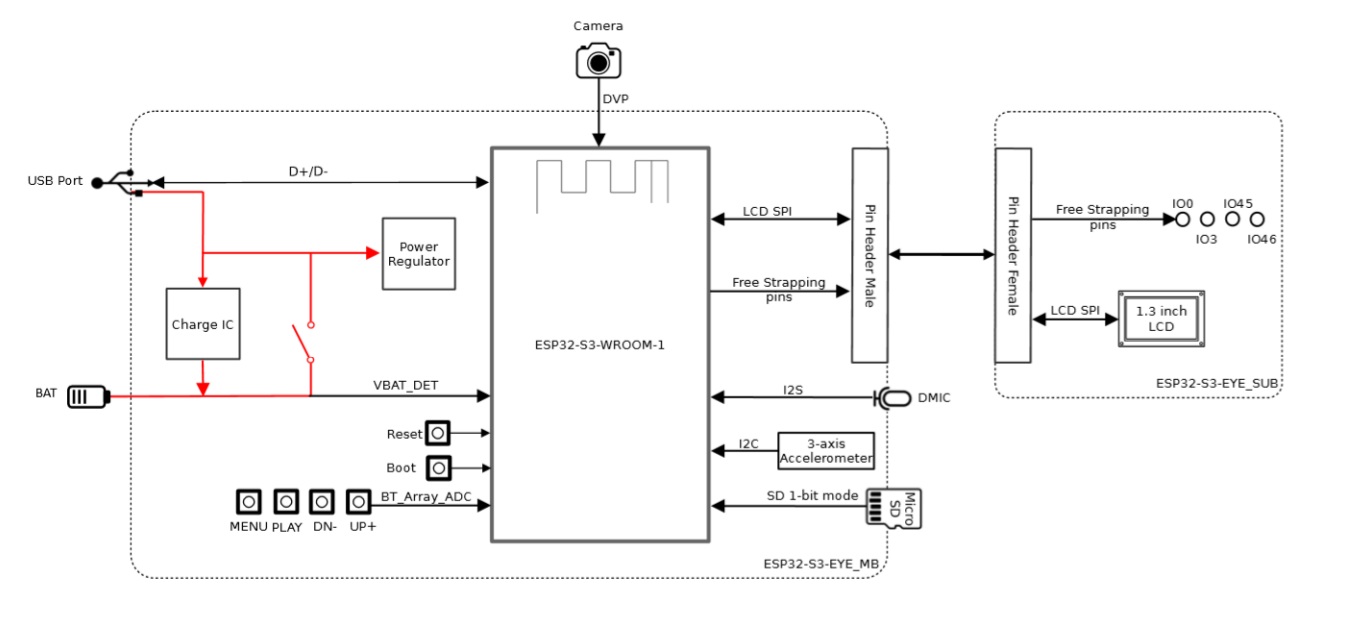 Camera
DVP
USB Port
D+/D-
Power
Regulator
Charge IC
BAT
VBAT_DET
Reset
Boot
BT_Array_ADC
MENU
PLAY
DN-
UP+
ESP32-S3-WROOM-1
LCD SPI
Free Strapping
pins
Pin Header Male
I2S
DMIC
I2C
3-axis
Accelerometer
SD 1-bit mode
Micro
SD
ESP32-S3-EYE_MB
Pin Header Female
Free Strapping
pins
IO0
IO3
IO45
IO46
LCD SPI
1.3 inch
LCD
ESP32-S3-EYE_SUB